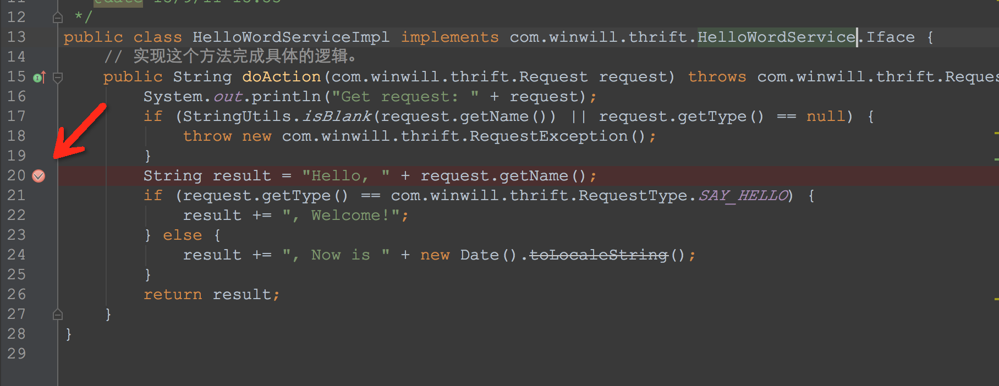 12 */
13 public class HelloWordServiceImpl implements com.winwill.thrift.HelloWordService.Iface {
14 // 实现这个方法完成具体的逻辑。
15 public String doAction(com.winwill.thrift.Request request) throws com.winwill.thrift.Reques
16 System.out.println("Get request: " + request);
17 if (StringUtils.isBlank(request.getName()) || request.getType() == null) {
18 throw new com.winwill.thrift.RequestException();
19 }
20 String result = "Hello, " + request.getName();
21 if (request.getType() == com.winwill.thrift.RequestType.SAY_HELLO) {
22 result += ", Welcome!";
23 } else {
24 result += ", Now is " + new Date().toLocaleString();
25 }
26 return result;
27 }
28 }
29